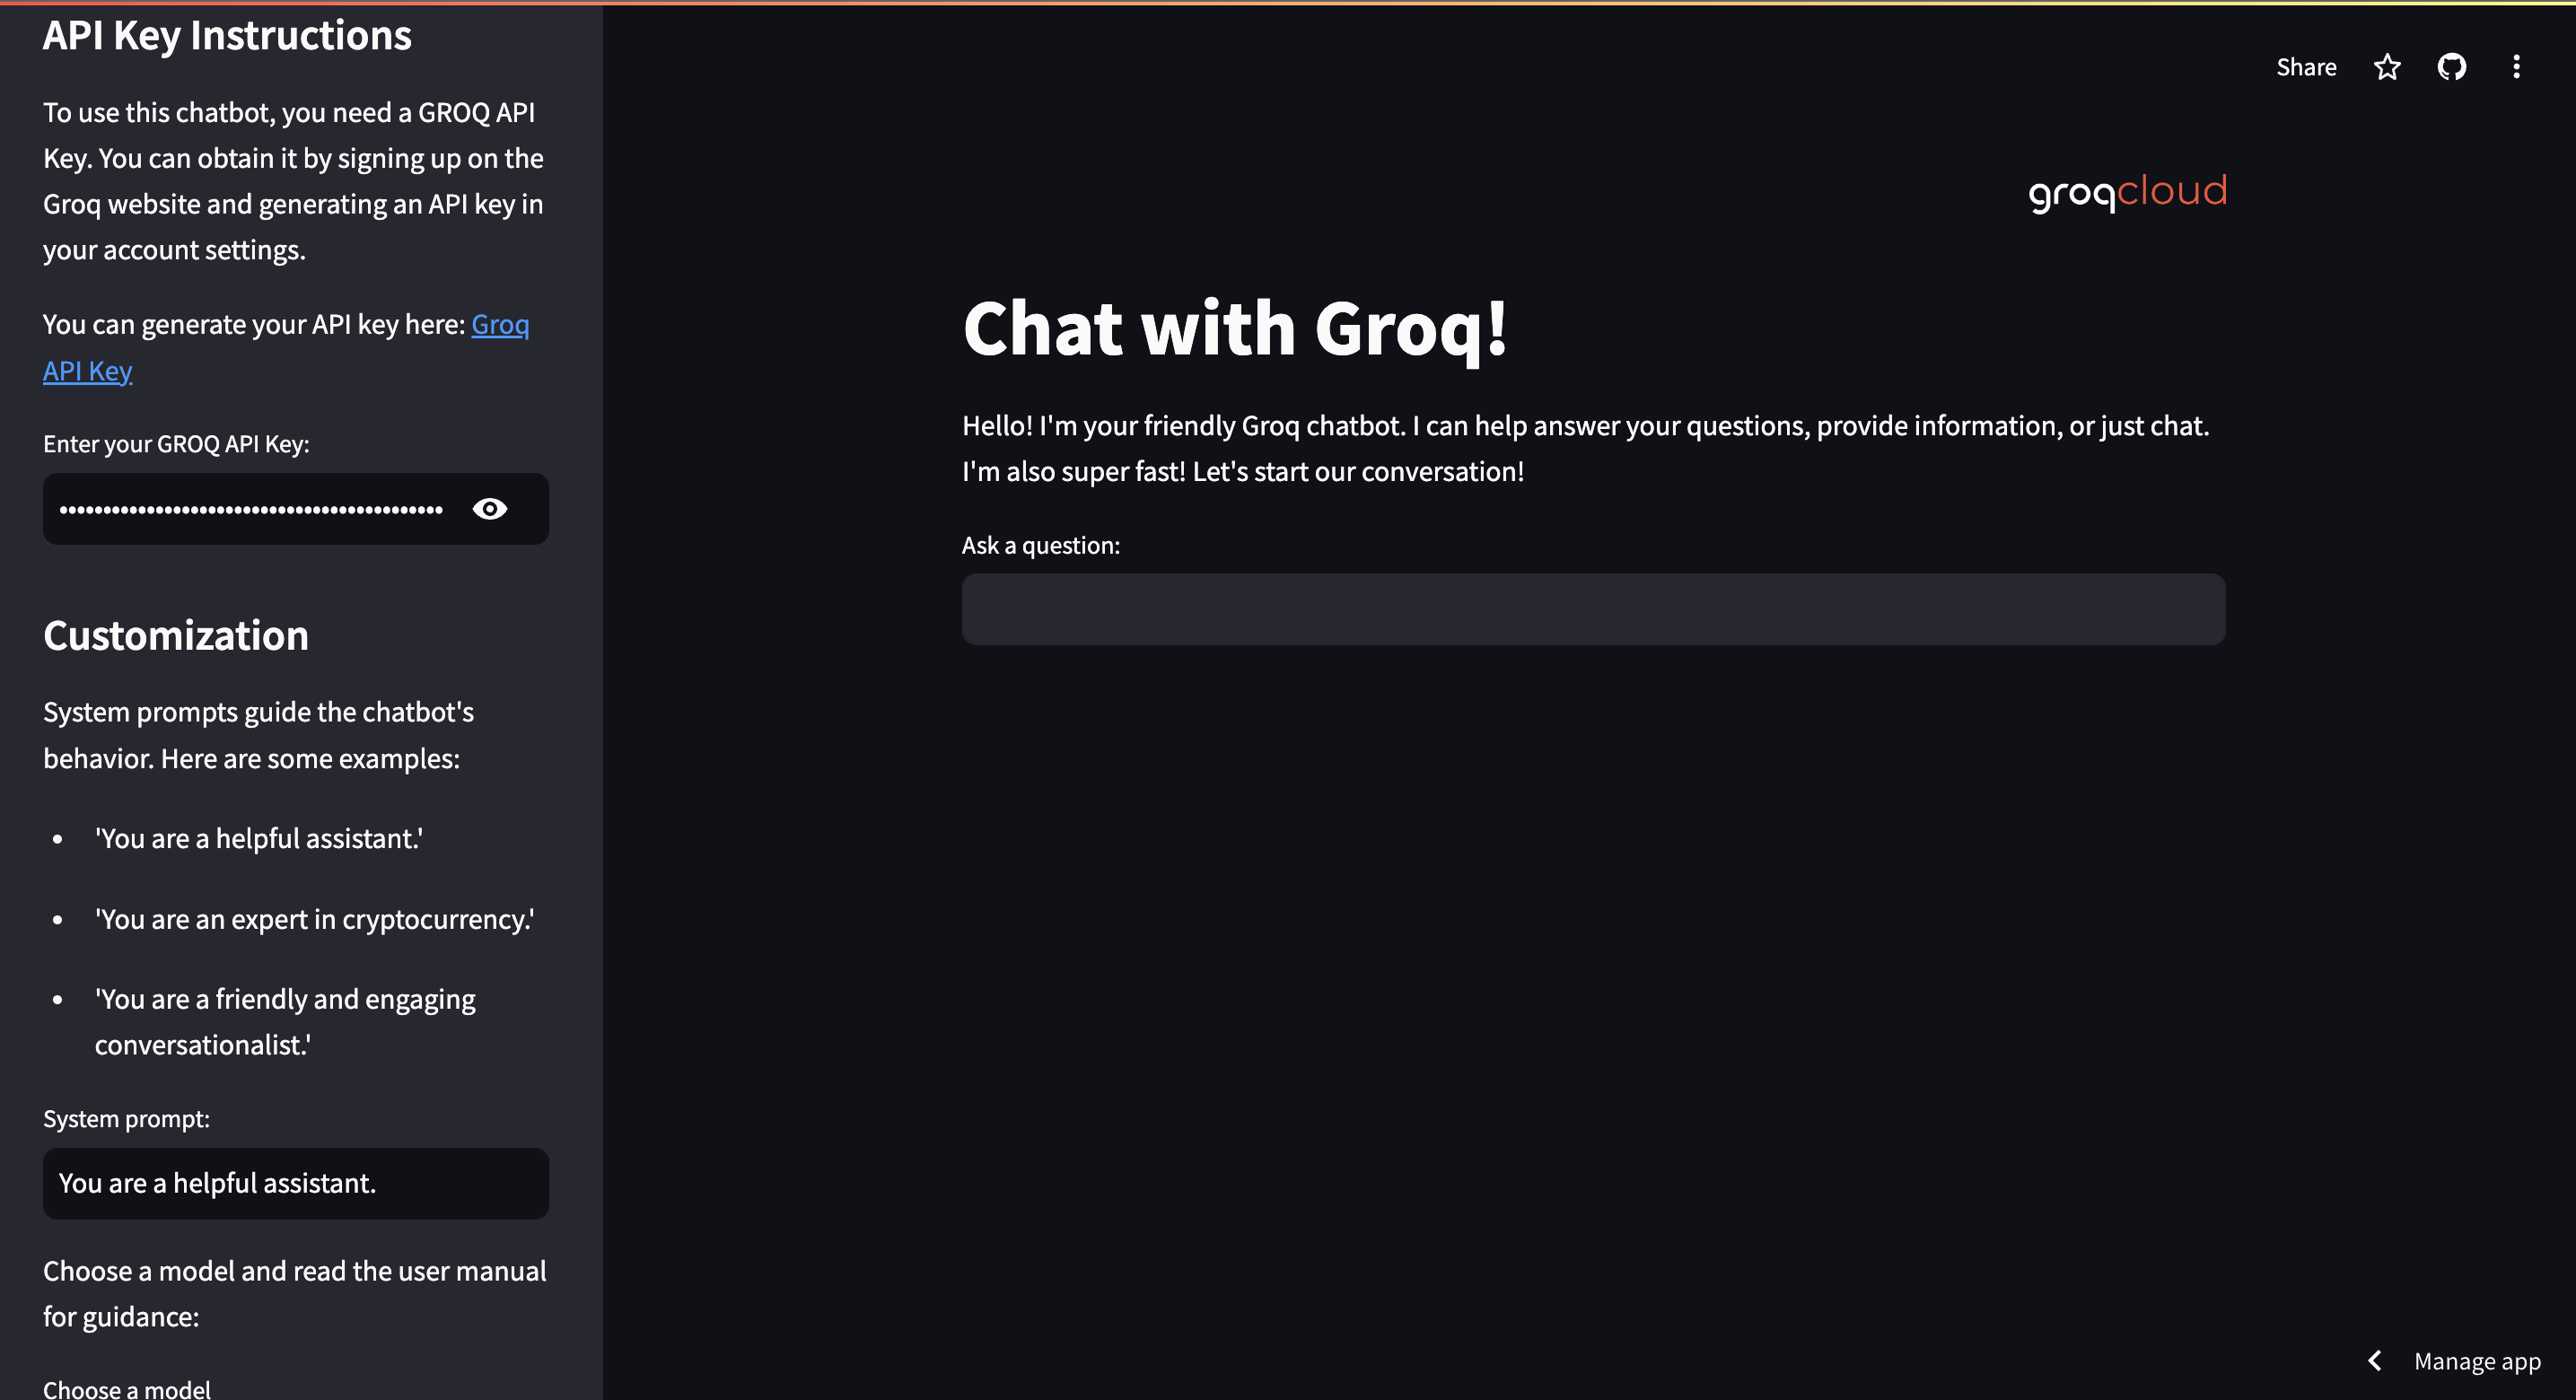 API Key Instructions
To use this chatbot, you need a GROQ API
Key. You can obtain it by signing up on the
Groq website and generating an API key in
your account settings.
You can generate your API key here: Groq
API Key
Enter your GROQ API Key:
Customization
System prompts guide the chatbot's
behavior. Here are some examples:
'You are a helpful assistant.'
'You are an expert in cryptocurrency.'
'You are a friendly and engaging
conversationalist.'
System prompt:
You are a helpful assistant.
Choose a model and read the user manual
for guidance:
Choose a model
Share
groqcloud
Chat with Groq!
Hello! I'm your friendly Groq chatbot. I can help answer your questions, provide information, or just chat.
I'm also super fast! Let's start our conversation!
Ask a question:
Manage app